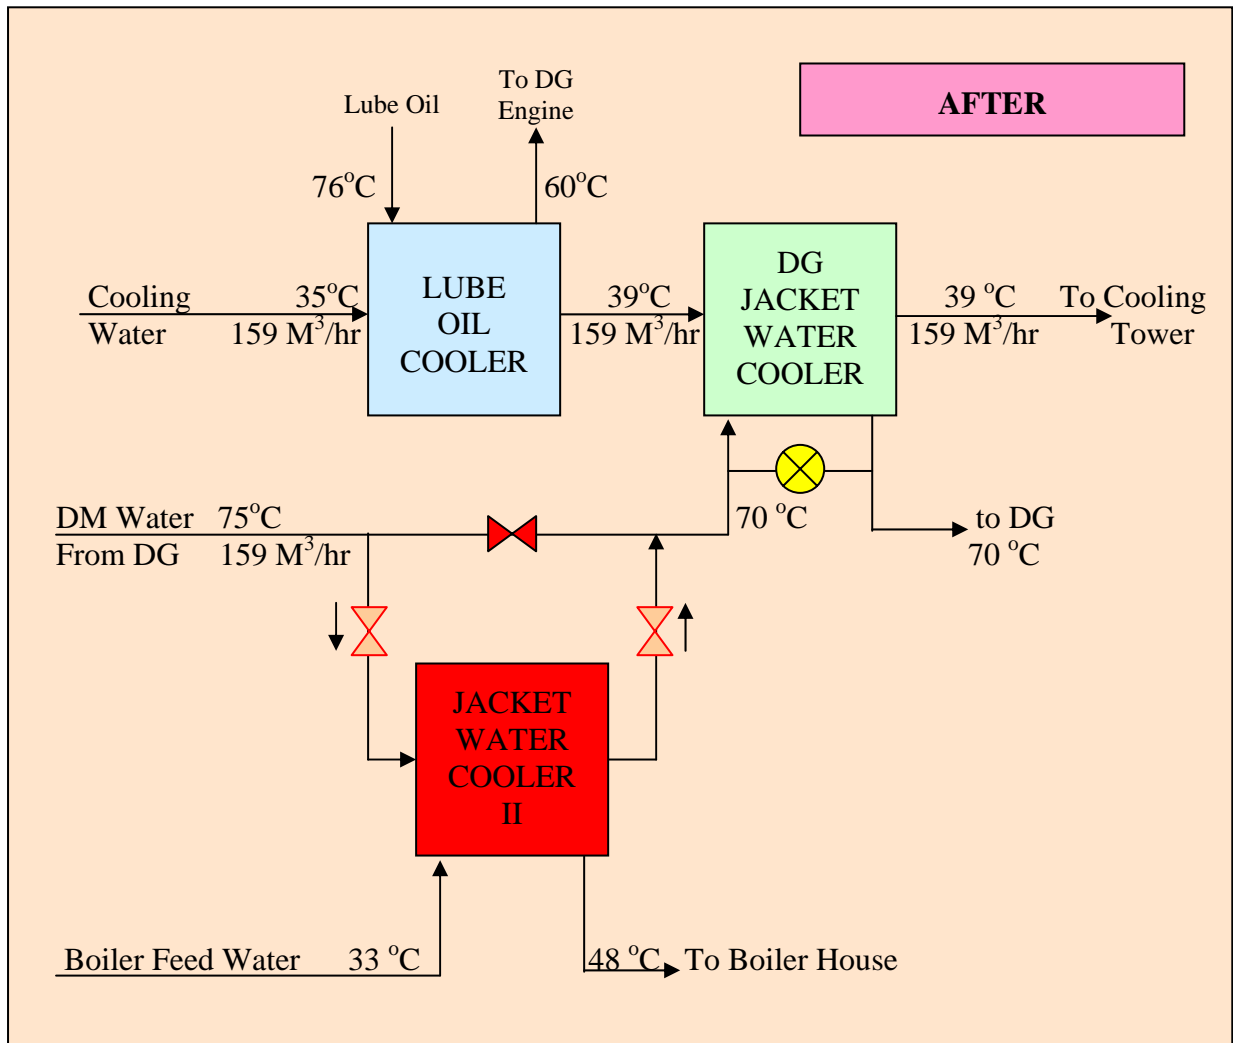 AFTER
To DG
Engine
Lube Oil
76°C
60°C
Cooling
Water
35°C
159 M³/hr
LUBE
OIL
COOLER
39°C
159 M³/hr
DG
JACKET
WATER
COOLER
39 °C
159 M³/hr
To Cooling
Tower
DM Water 75°C
From DG 159 M³/hr
70 °C
to DG
70 °C
JACKET
WATER
COOLER
II
Boiler Feed Water 33 °C
48 °C To Boiler House